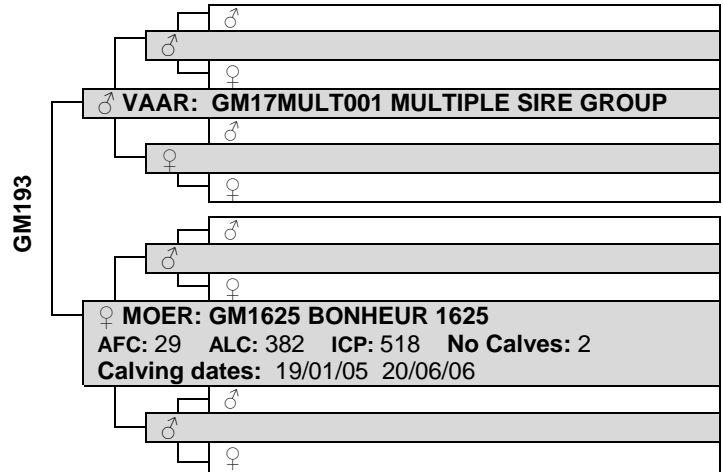 ♂
♂
♀
♂ VAAR: GM17MULT001 MULTIPLE SIRE GROUP
♂
♀
♀
GM193
♂
♂
♀
♀ MOER: GM1625 BONHEUR 1625
AFC: 29 ALC: 382 ICP: 518 No Calves: 2
Calving dates: 19/01/05 20/06/06
♂
♂
♀